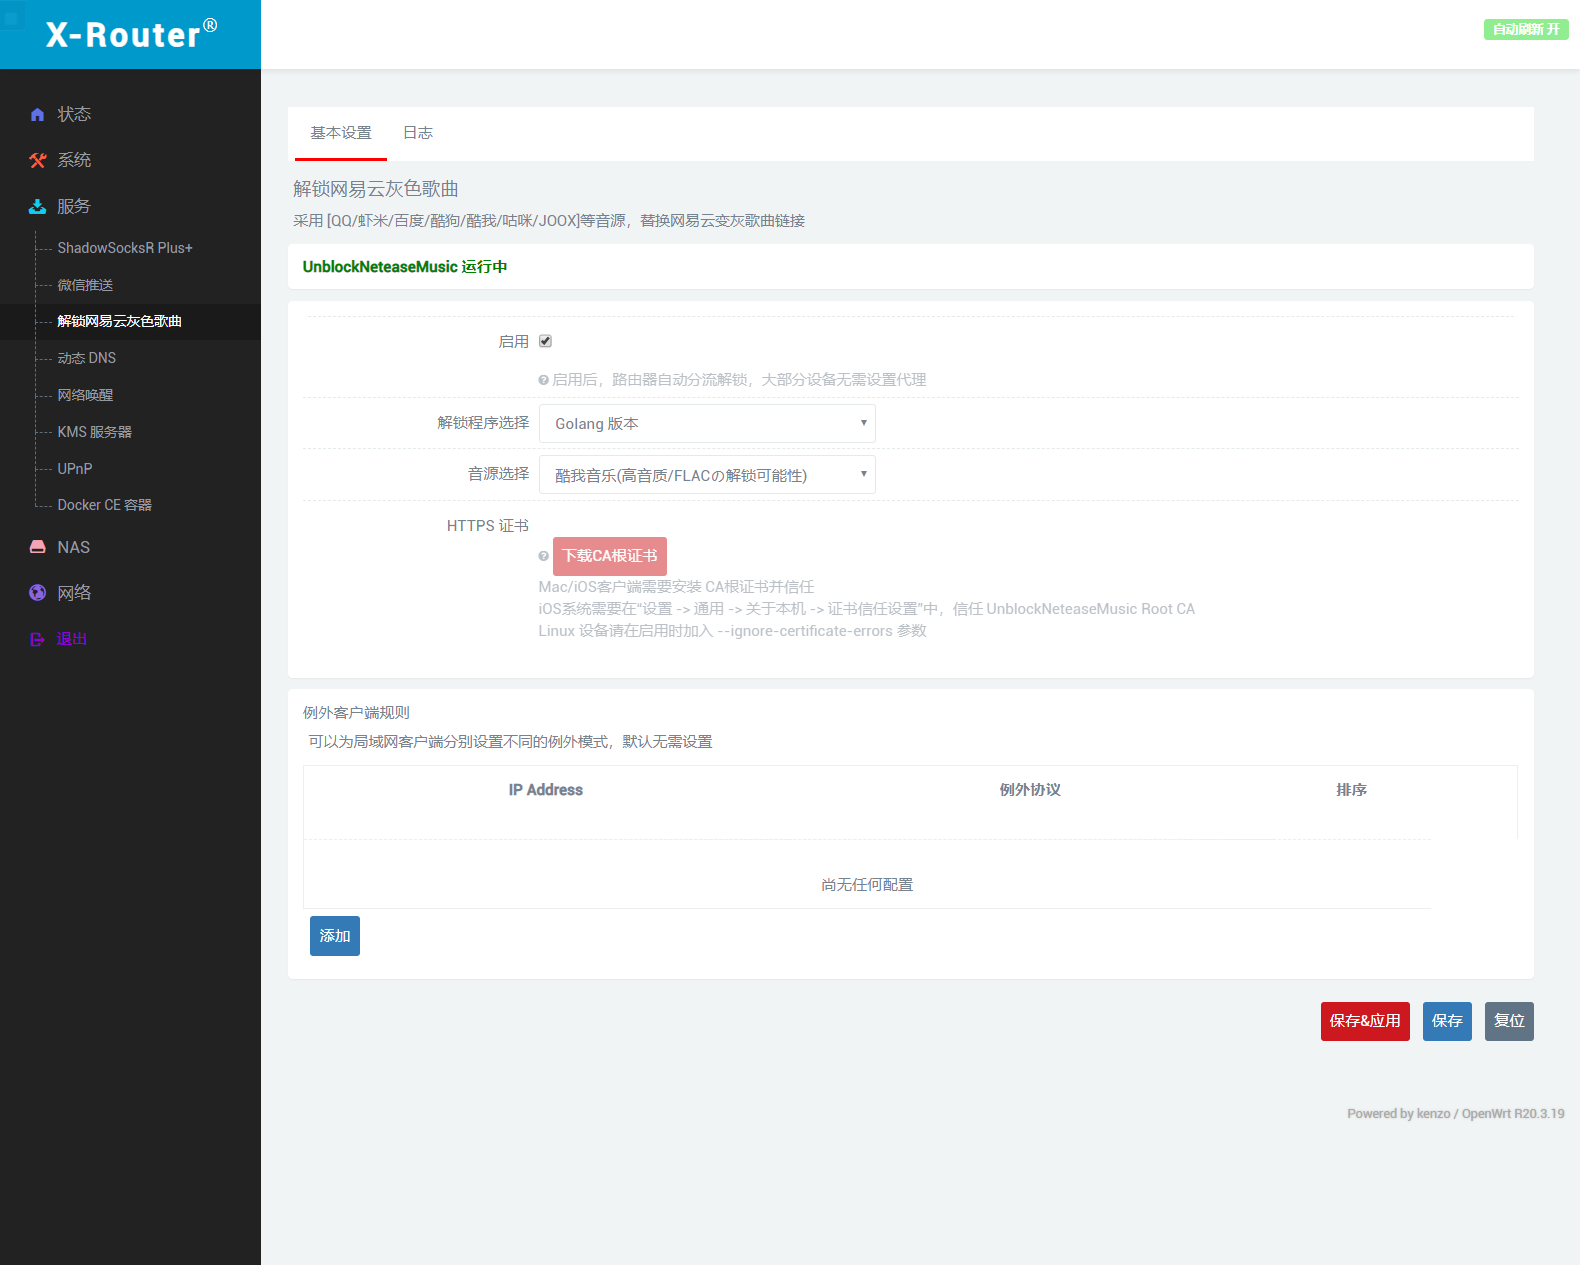 X-Router®
自动刷新 开
状态
系统
服务
ShadowSocksR Plus+
微信推送
解锁网易云灰色歌曲
动态 DNS
网络唤醒
KMS 服务器
UPnP
Docker CE 容器
NAS
网络
退出
基本设置 日志
解锁网易云灰色歌曲
采用 [QQ/虾米/百度/酷狗/酷我/咕咪/JOOX]等音源，替换网易云变灰歌曲链接
UnblockNeteaseMusic 运行中
启用
启用后，路由器自动分流解锁，大部分设备无需设置代理
解锁程序选择 Golang 版本
音源选择 酷我音乐(高音质/FLACの解锁可能性)
HTTPS 证书
下载CA根证书
Mac/iOS客户端需要安装 CA根证书并信任
iOS系统需要在“设置 -> 通用 -> 关于本机 -> 证书信任设置”中，信任 UnblockNeteaseMusic Root CA
Linux 设备请在启用时加入 --ignore-certificate-errors 参数
例外客户端规则
可以为局域网客户端分别设置不同的例外模式，默认无需设置
IP Address 例外协议 排序
尚无任何配置
添加
保存&应用 保存 复位
Powered by kenzo / OpenWrt R20.3.19